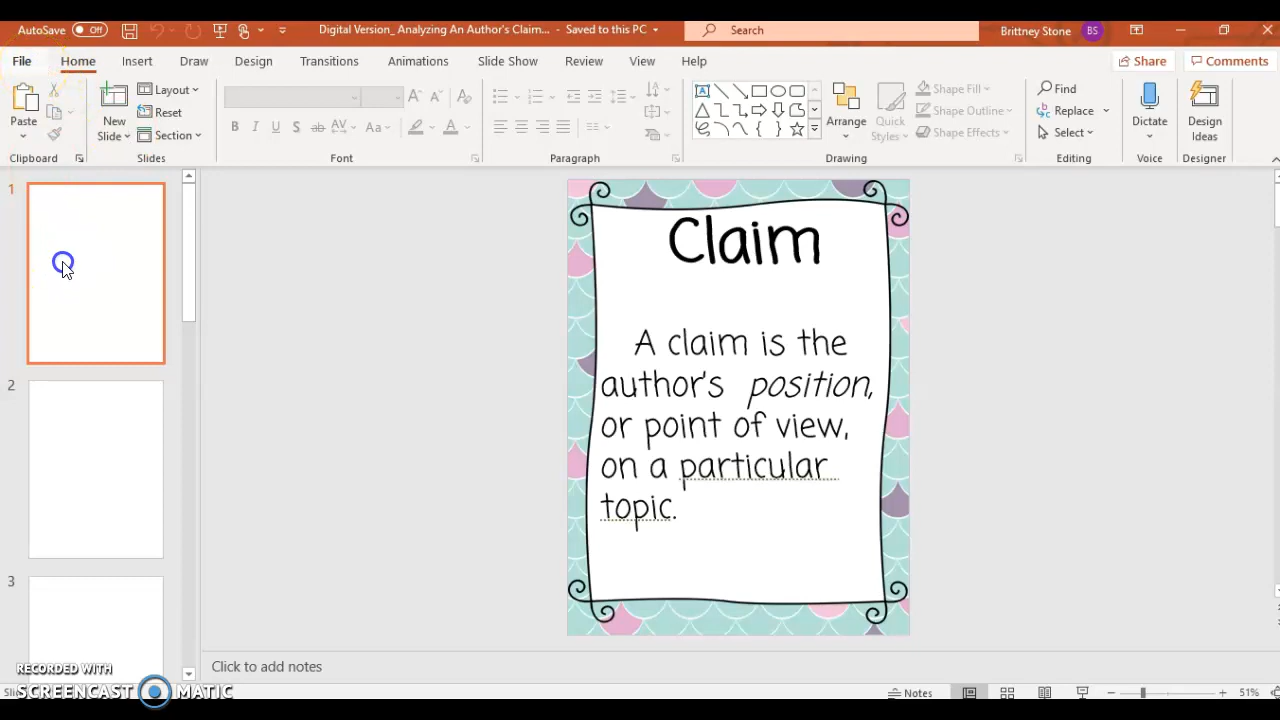 AutoSave Off
Digital Version_ Analyzing An Author's Claim... - Saved to this PC
Search
Brittney Stone BS
File Home Insert Draw Design Transitions Animations Slide Show Review View Help
Share Comments
Paste
New
Slide
Layout
Reset
Section
B I U S ab AV Aa A
Arrange
Quick
Styles
Shape Fill
Shape Outline
Shape Effects
Find
Replace
Select
Dictate
Design
Ideas
Clipboard Slides Font Paragraph Drawing Editing Voice Designer
1
2
3
Claim
A claim is the
author's position,
or point of view,
on a particular
topic.
Click to add notes
RECORDED WITH
SCREENCAST MATIC
Notes
51%